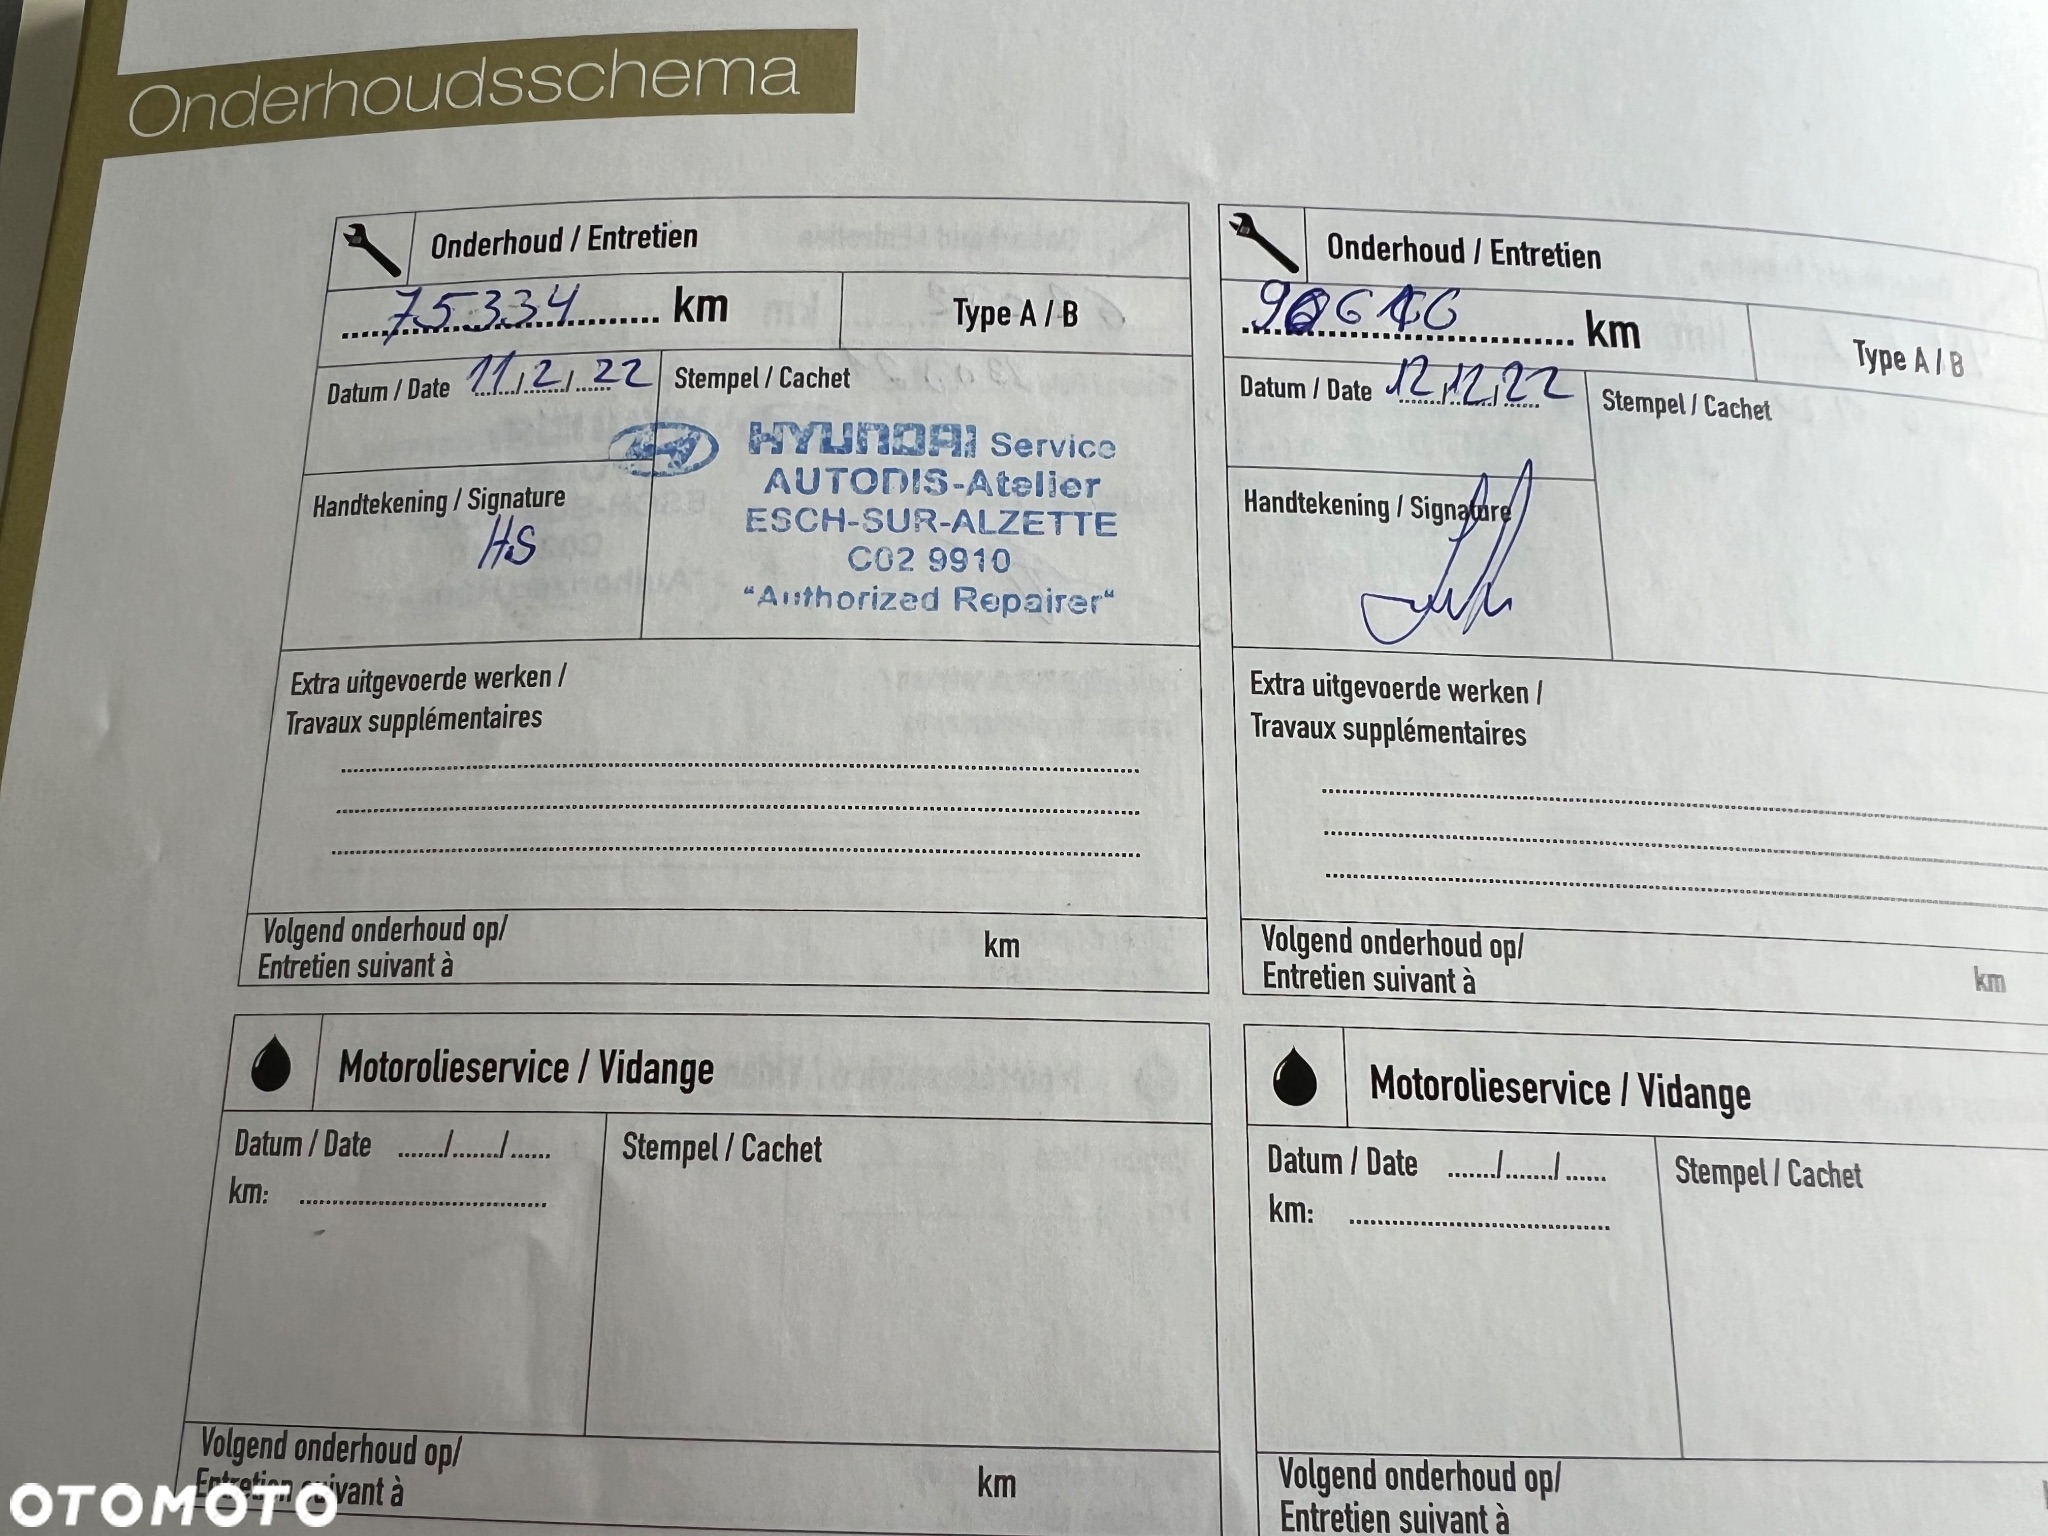 Onderhoudsschema
Onderhoud / Entretien
75334 km
Type A / B
Datum / Date 11/2/22
Stempel / Cachet
HYUNDAI Service
AUTODIS-Atelier
ESCH-SUR-ALZETTE
C02 9910
"Authorized Repairer"
Handtekening / Signature
HS
Extra uitgevoerde werken /
Travaux supplémentaires
Volgend onderhoud op/
Entretien suivant à
km
Onderhoud / Entretien
km
Type A / B
Datum / Date 12/12/22
Stempel / Cachet
Handtekening / Signature
Extra uitgevoerde werken /
Travaux supplémentaires
Volgend onderhoud op/
Entretien suivant à
km
Motorolieservice / Vidange
Datum / Date ....../....../......
km:
Stempel / Cachet
Volgend onderhoud op/
Entretien suivant à
km
Motorolieservice / Vidange
Datum / Date ....../....../......
km:
Stempel / Cachet
Volgend onderhoud op/
Entretien suivant à
OTOMOTO